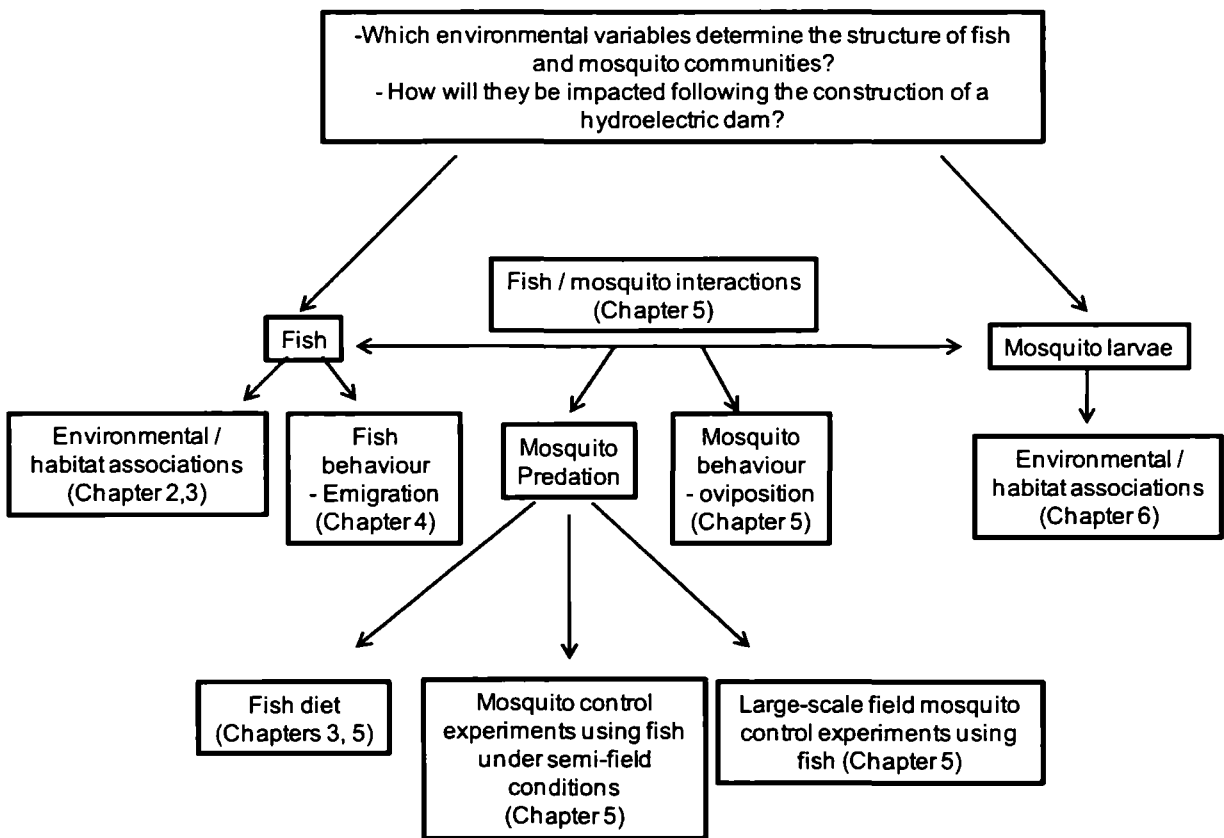 -Which environmental variables determine the structure of fish
and mosquito communities?
- How will they be impacted following the construction of a
hydroelectric dam?
Fish / mosquito interactions
(Chapter 5)
Fish
Mosquito larvae
Environmental /
habitat associations
(Chapter 2,3)
Fish
behaviour
- Emigration
(Chapter 4)
Mosquito
Predation
Mosquito
behaviour
- oviposition
(Chapter 5)
Environmental /
habitat associations
(Chapter 6)
Fish diet
(Chapters 3, 5)
Mosquito control
experiments using fish
under semi-field
conditions
(Chapter 5)
Large-scale field mosquito
control experiments using
fish (Chapter 5)